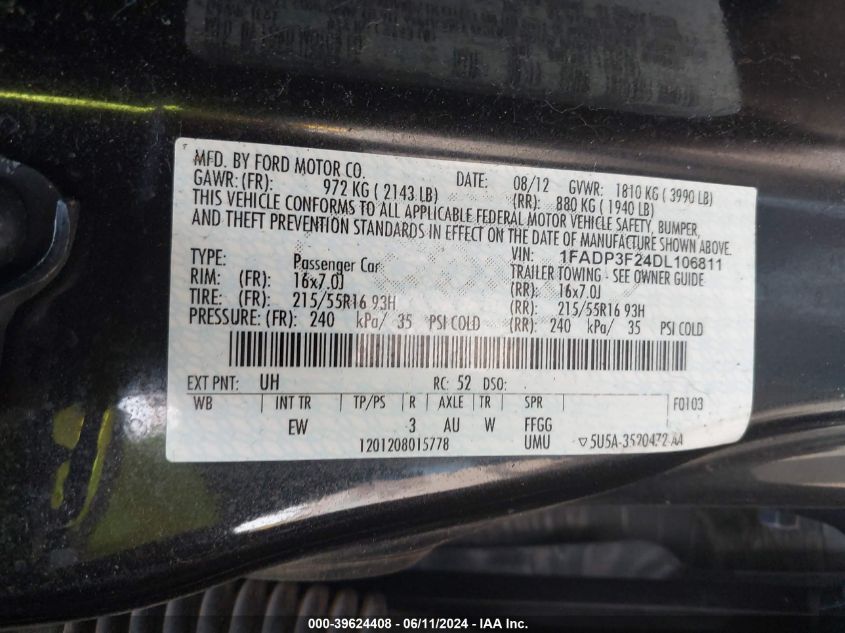 MFD. BY FORD MOTOR CO.
DATE: 08/12 GVWR: 1810 KG ( 3990 LB)
GAWR: (FR): 972 KG ( 2143 LB) (RR): 880 KG ( 1940 LB)
THIS VEHICLE CONFORMS TO ALL APPLICABLE FEDERAL MOTOR VEHICLE SAFETY, BUMPER,
AND THEFT PREVENTION STANDARDS IN EFFECT ON THE DATE OF MANUFACTURE SHOWN ABOVE.
VIN: 1FADP3F24DL106811
TYPE: Passenger Car TRAILER TOWING - SEE OWNER GUIDE
RIM: (FR): 16x7.0J (RR): 16x7.0J
TIRE: (FR): 215/55R16 93H (RR): 215/55R16 93H
PRESSURE: (FR): 240 kPa/ 35 PSI COLD (RR): 240 kPa/ 35 PSI COLD
EXT PNT: UH RC: 52 DSO:
WB INT TR TP/PS R AXLE TR SPR F0103
EW 3 AU W FFGG
1201208015778 UMU ▽5U5A-3520472-AA
000-39624408 - 06/11/2024 - IAA Inc.